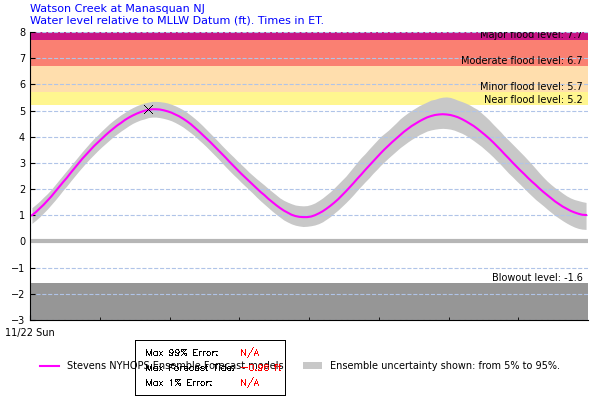 Watson Creek at Manasquan NJ
Water level relative to MLLW Datum (ft). Times in ET.
8
Major flood level: 7.7
7
Moderate flood level: 6.7
6
Minor flood level: 5.7
Near flood level: 5.2
5
4
3
2
1
0
−1
Blowout level: -1.6
−2
−3
11/22 Sun
Max 99% Error: N/A
Stevens NYHOPS Ensemble Forecast models
Max Forecast Tide:
Ensemble uncertainty shown: from 5% to 95%.
Max 1% Error: N/A